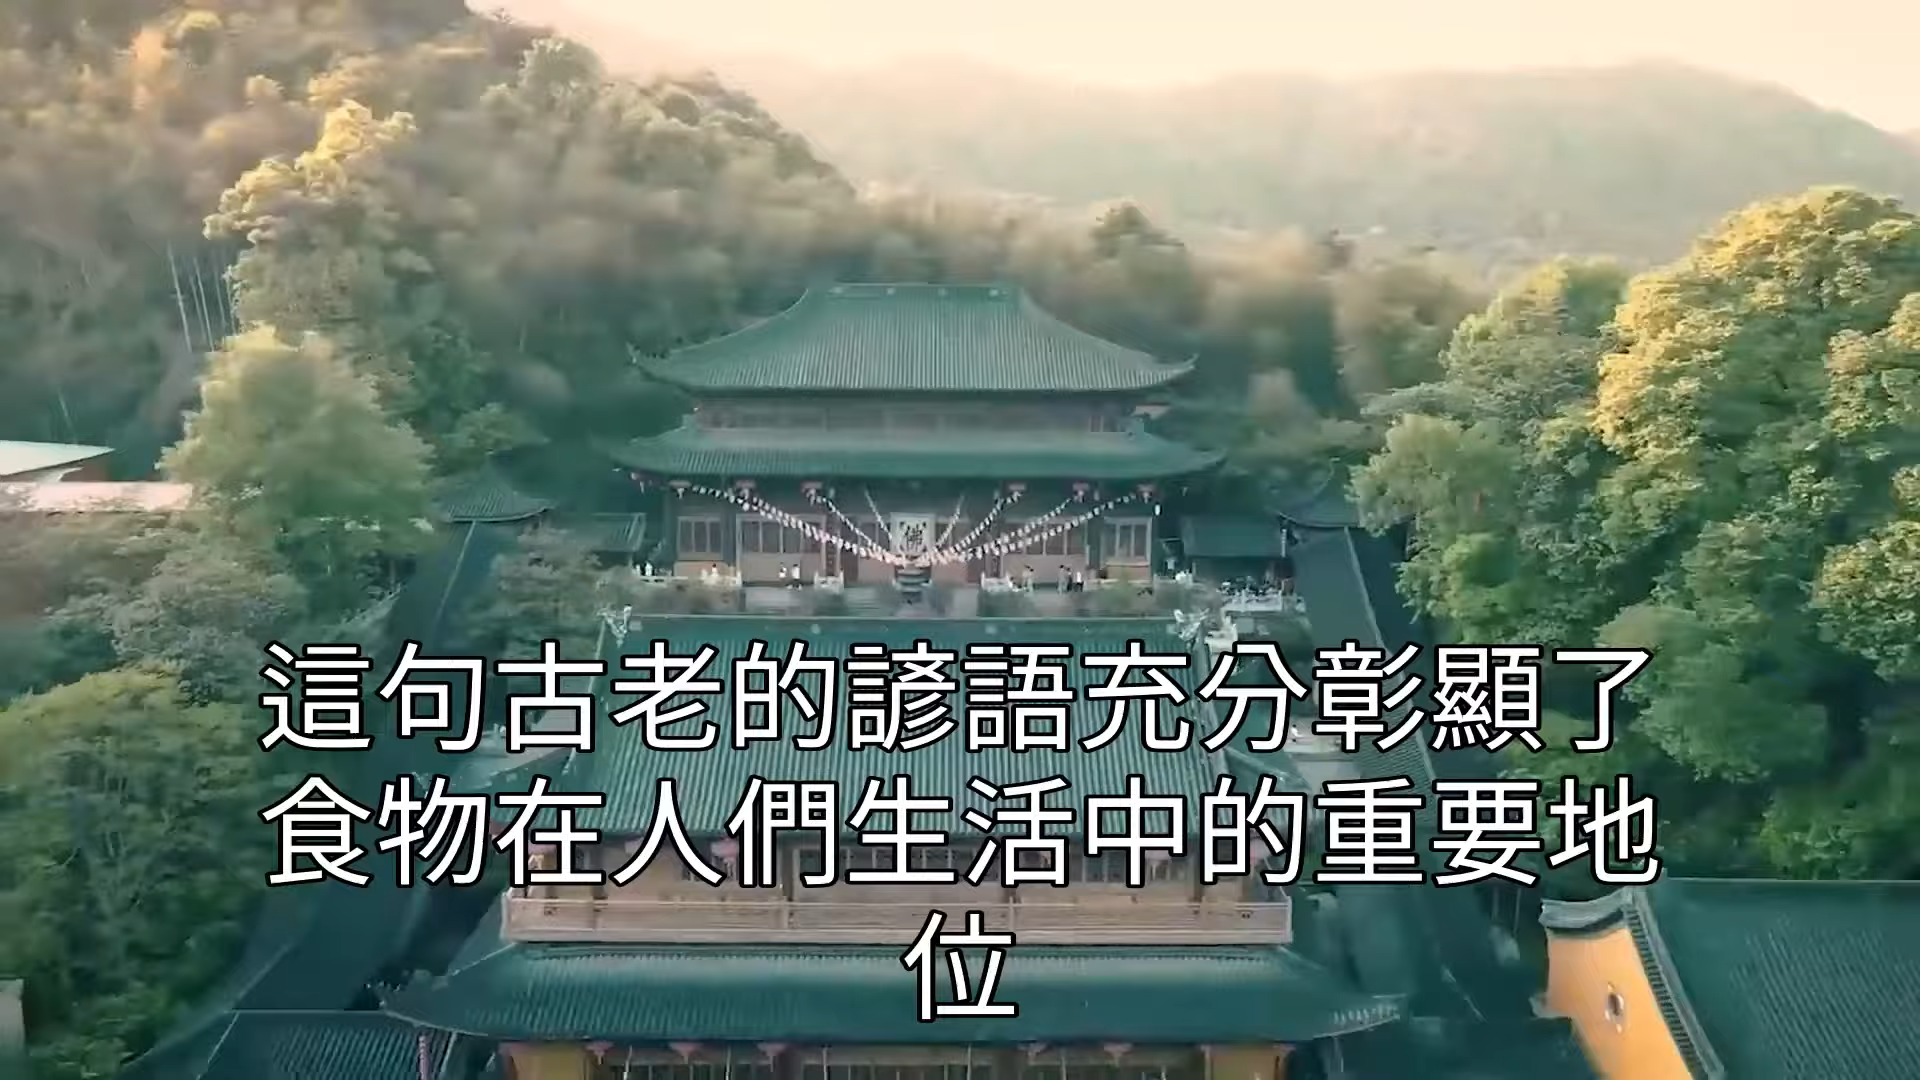 佛
這句古老的諺語充分彰顯了
食物在人們生活中的重要地
位